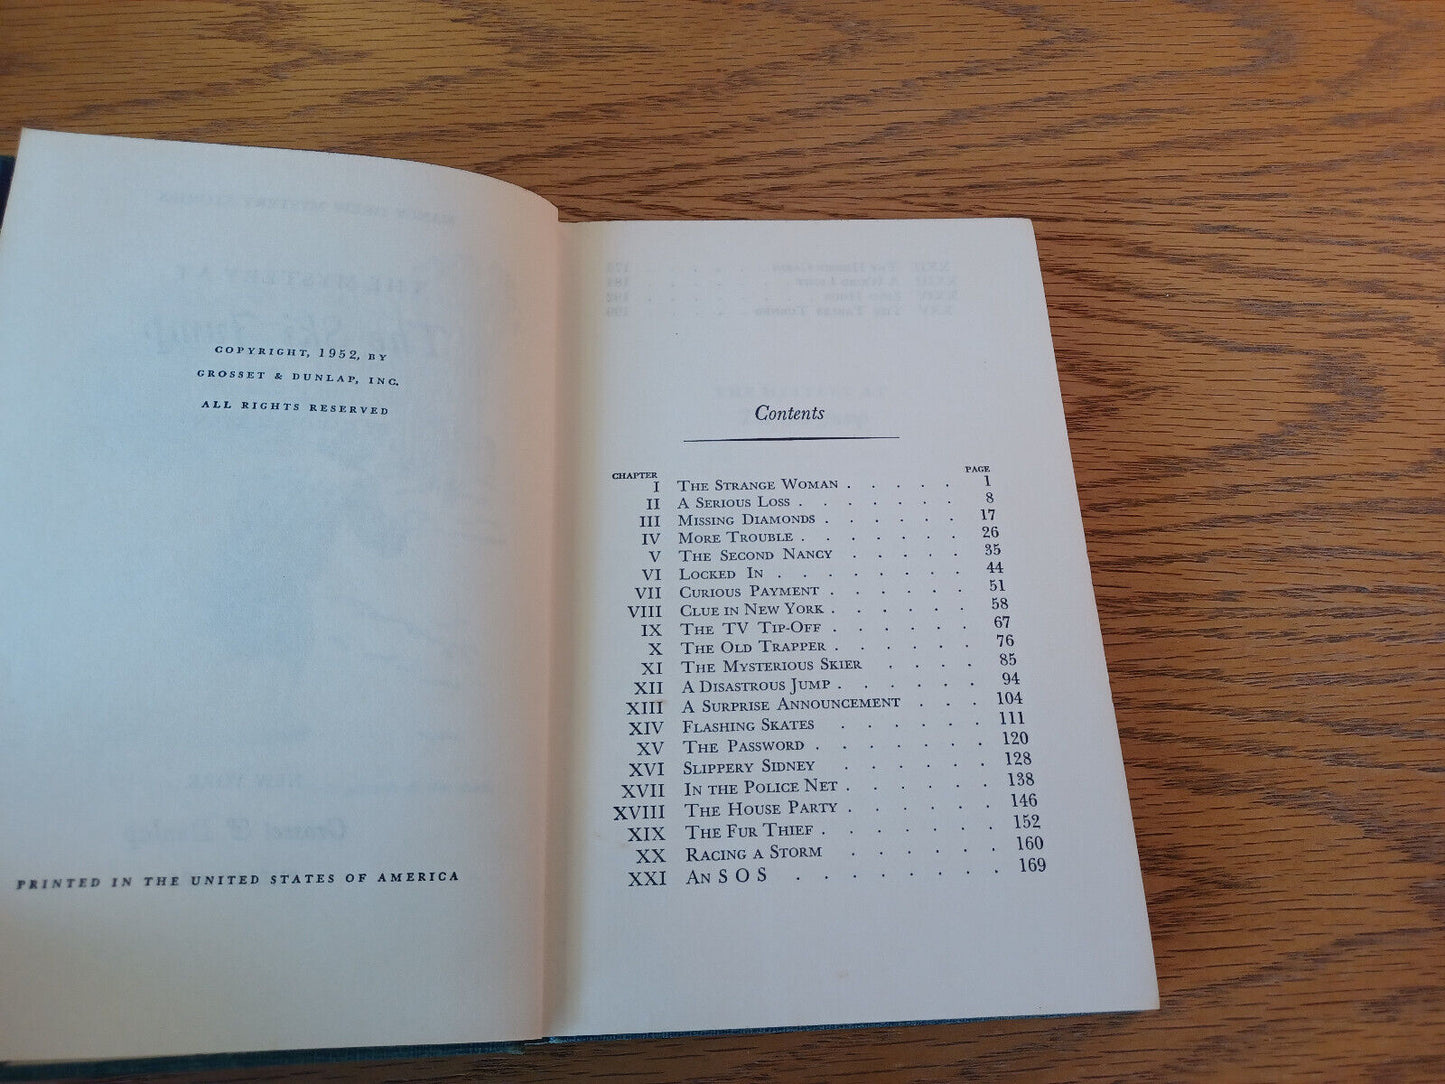 COPYRIGHT, 1952, BY
GROSSET & DUNLAP, INC.
ALL RIGHTS RESERVED
PRINTED IN THE UNITED STATES OF AMERICA
Contents
CHAPTER PAGE
I THE STRANGE WOMAN . . . . . 1
II A SERIOUS LOSS . . . . . . . 8
III MISSING DIAMONDS . . . . . . 17
IV MORE TROUBLE . . . . . . . 26
V THE SECOND NANCY . . . . . 35
VI LOCKED IN . . . . . . . . 44
VII CURIOUS PAYMENT . . . . . . 51
VIII CLUE IN NEW YORK . . . . . . 58
IX THE TV TIP-OFF . . . . . . 67
X THE OLD TRAPPER . . . . . . 76
XI THE MYSTERIOUS SKIER . . . . 85
XII A DISASTROUS JUMP . . . . . . 94
XIII A SURPRISE ANNOUNCEMENT . . . 104
XIV FLASHING SKATES . . . . . . 111
XV THE PASSWORD . . . . . . . 120
XVI SLIPPERY SIDNEY . . . . . . 128
XVII IN THE POLICE NET . . . . . . 138
XVIII THE HOUSE PARTY . . . . . . 146
XIX THE FUR THIEF . . . . . . . 152
XX RACING A STORM . . . . . . 160
XXI AN S O S . . . . . . . . 169